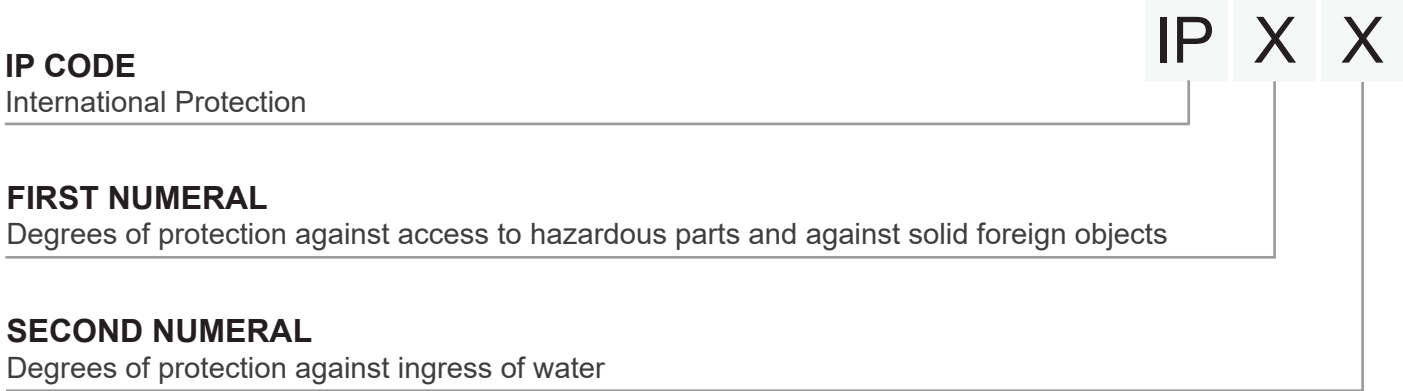 IP X X
IP CODE
International Protection
FIRST NUMERAL
Degrees of protection against access to hazardous parts and against solid foreign objects
SECOND NUMERAL
Degrees of protection against ingress of water